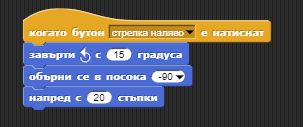 когато бутон стрелка наляво е натиснат
завърти с 15 градуса
обърни се в посока -90
напред с 20 стъпки